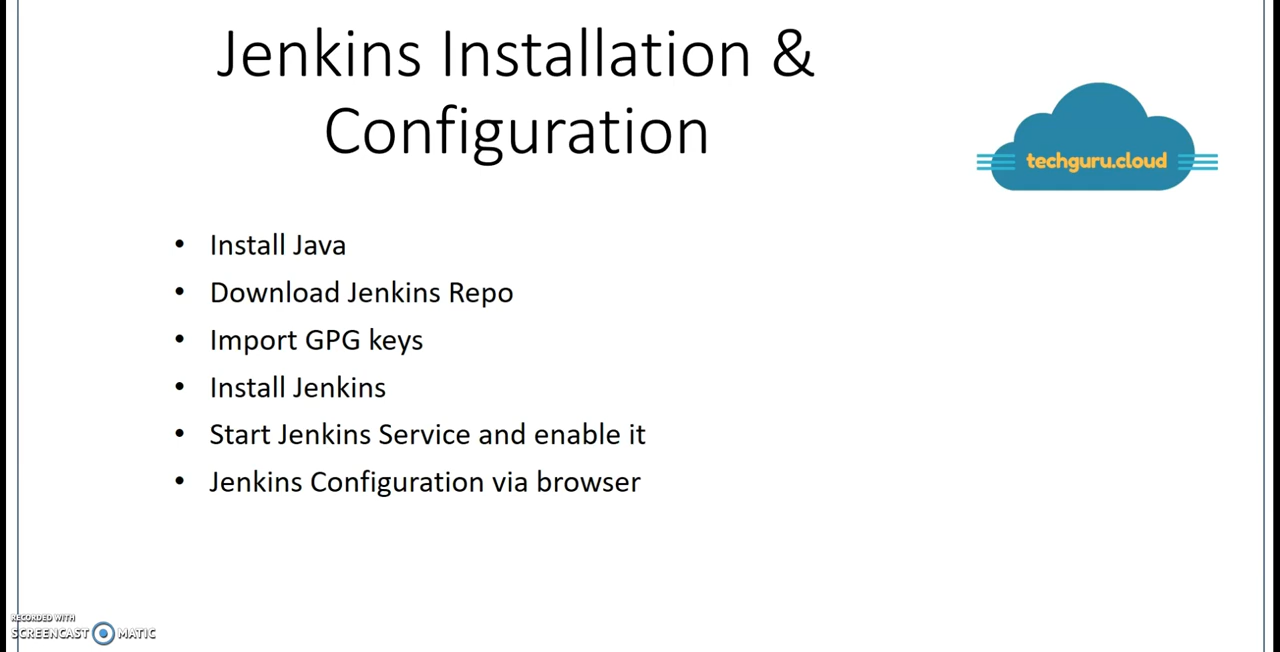 Jenkins Installation &
Configuration
techguru.cloud
• Install Java
• Download Jenkins Repo
• Import GPG keys
• Install Jenkins
• Start Jenkins Service and enable it
• Jenkins Configuration via browser
RECORDED WITH
SCREENCAST MATIC